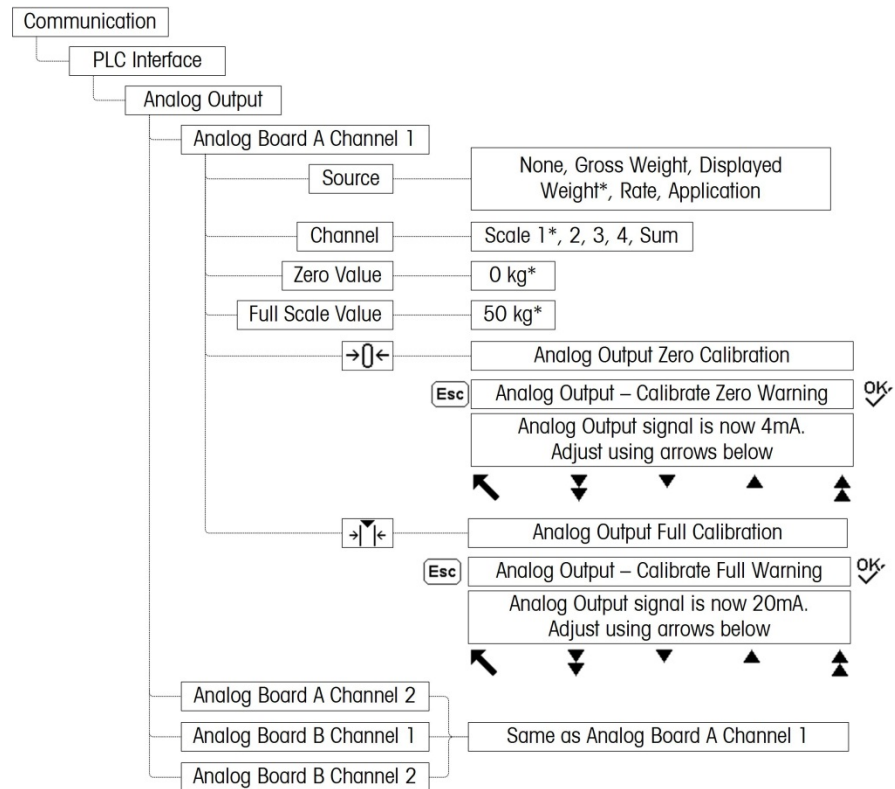 Communication
PLC Interface
Analog Output
Analog Board A Channel 1
Source
None, Gross Weight, Displayed
Weight*, Rate, Application
Channel
Scale 1*, 2, 3, 4, Sum
Zero Value
0 kg*
Full Scale Value
50 kg*
Analog Output Zero Calibration
Esc
Analog Output – Calibrate Zero Warning
OK
Analog Output signal is now 4mA.
Adjust using arrows below
Analog Output Full Calibration
Esc
Analog Output – Calibrate Full Warning
OK
Analog Output signal is now 20mA.
Adjust using arrows below
Analog Board A Channel 2
Analog Board B Channel 1
Same as Analog Board A Channel 1
Analog Board B Channel 2